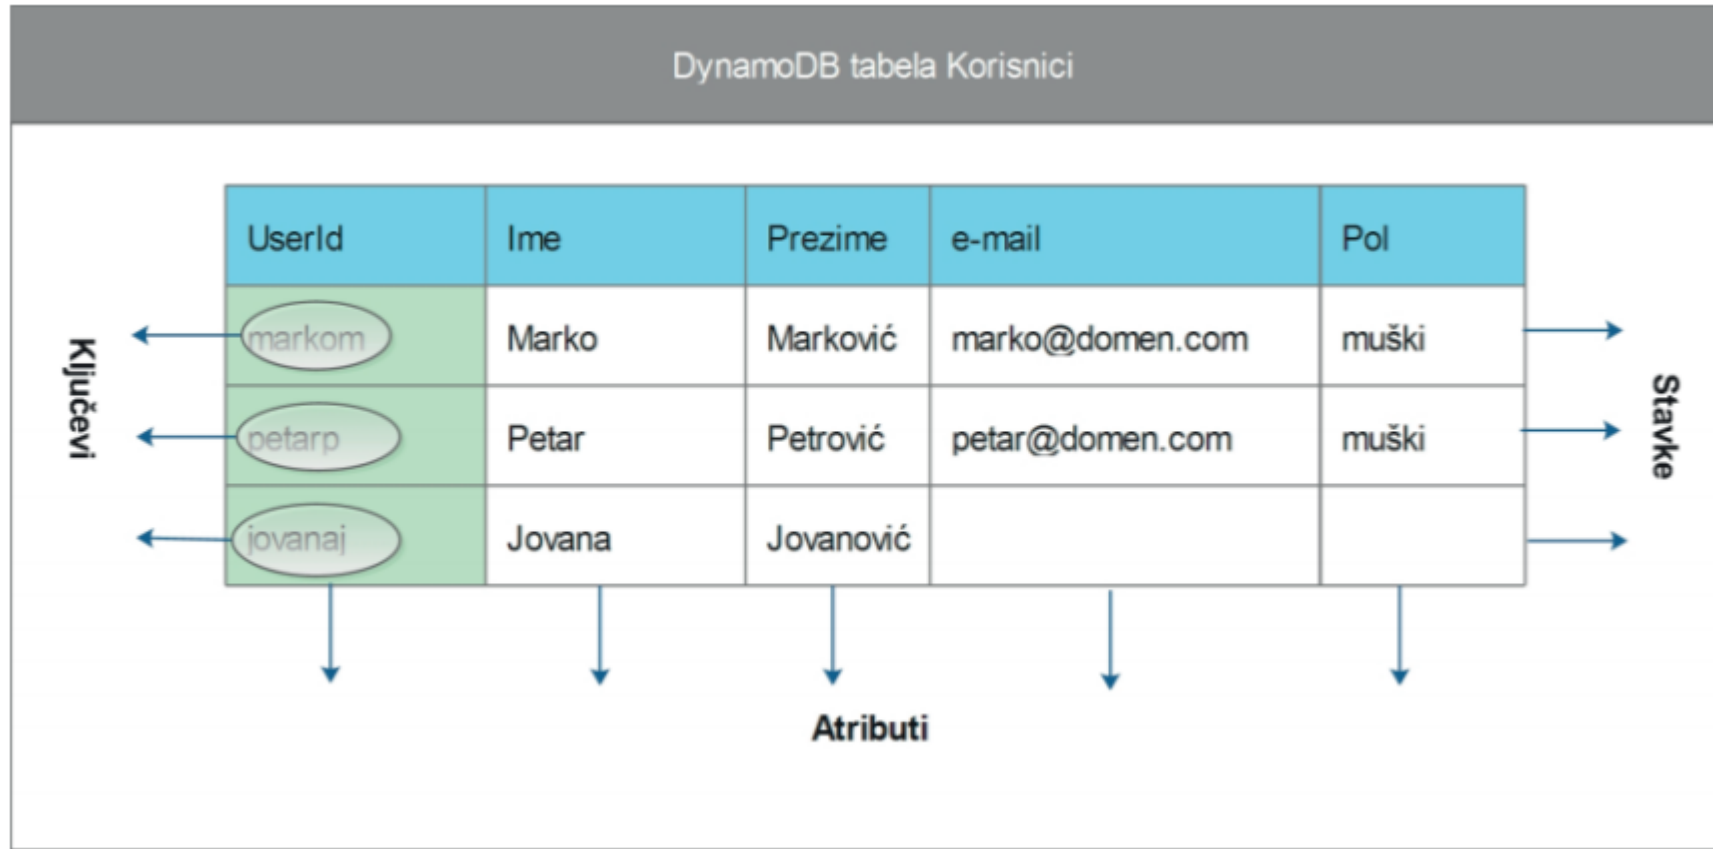 DynamoDB tabela Korisnici
UserId Ime Prezime e-mail Pol
markom Marko Marković marko@domen.com muški
petarp Petar Petrović petar@domen.com muški
jovanaj Jovana Jovanović
Ključevi
Stavke
Atributi